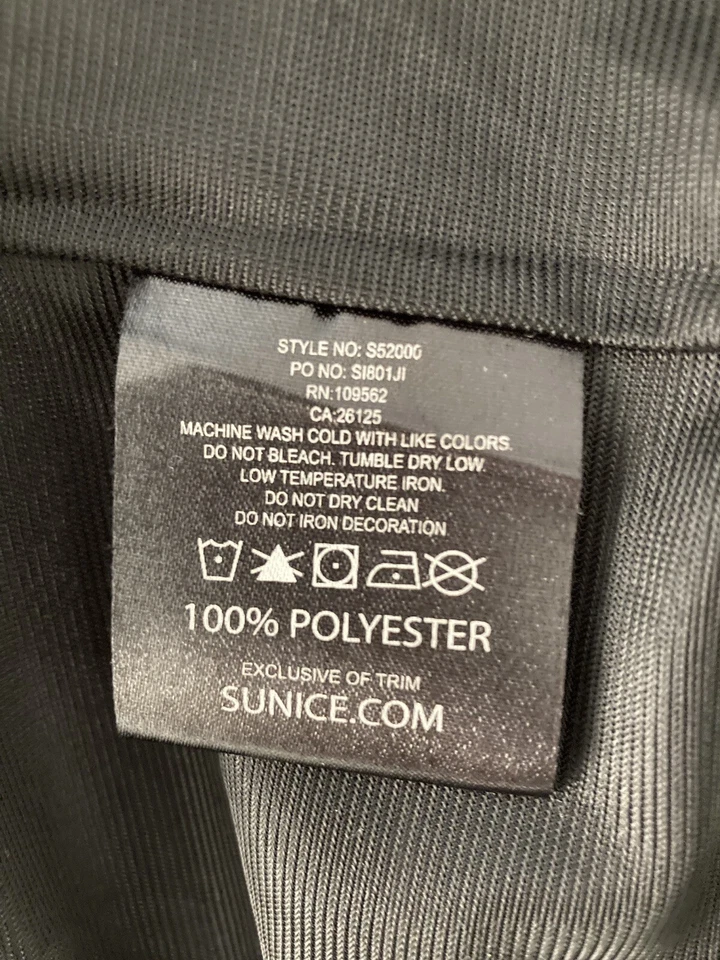 STYLE NO: S52000
PO NO: SI801JI
RN:109562
CA:26125
MACHINE WASH COLD WITH LIKE COLORS.
DO NOT BLEACH. TUMBLE DRY LOW.
LOW TEMPERATURE IRON.
DO NOT DRY CLEAN
DO NOT IRON DECORATION
100% POLYESTER
EXCLUSIVE OF TRIM
SUNICE.COM